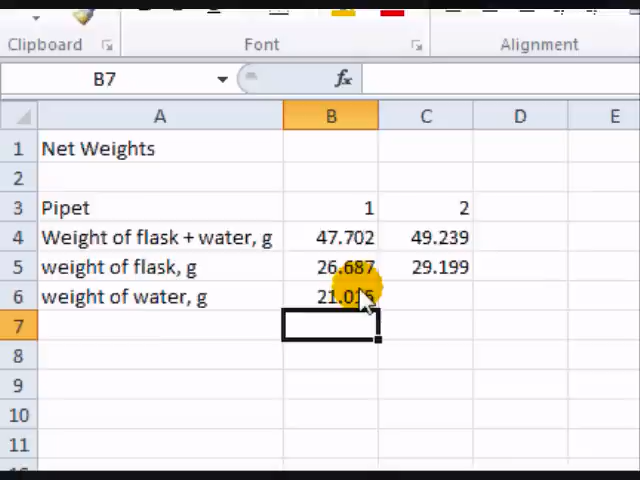 Clipboard Font Alignment
B7 fx
A B C D E
1 Net Weights
2
3 Pipet 1 2
4 Weight of flask + water, g 47.702 49.239
5 weight of flask, g 26.687 29.199
6 weight of water, g 21.015
7
8
9
10
11